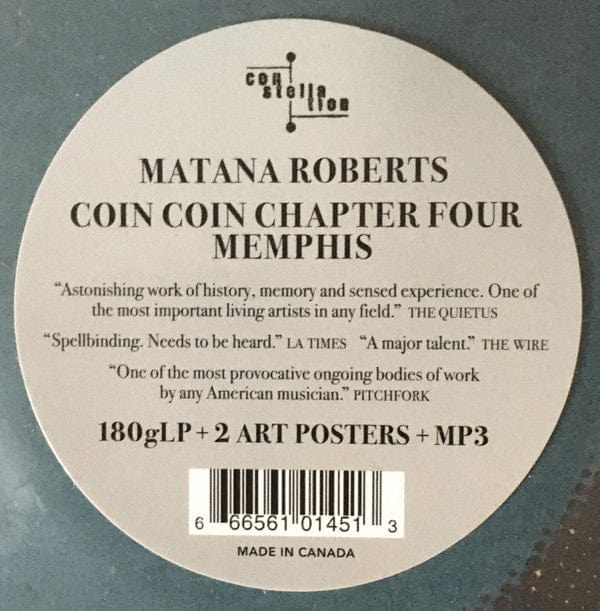 con
stella
tion
MATANA ROBERTS
COIN COIN CHAPTER FOUR
MEMPHIS
“Astonishing work of history, memory and sensed experience. One of
the most important living artists in any field.” THE QUIETUS
“Spellbinding. Needs to be heard.” LA TIMES “A major talent.” THE WIRE
“One of the most provocative ongoing bodies of work
by any American musician.” PITCHFORK
180gLP + 2 ART POSTERS + MP3
6 66561 01451 3
MADE IN CANADA